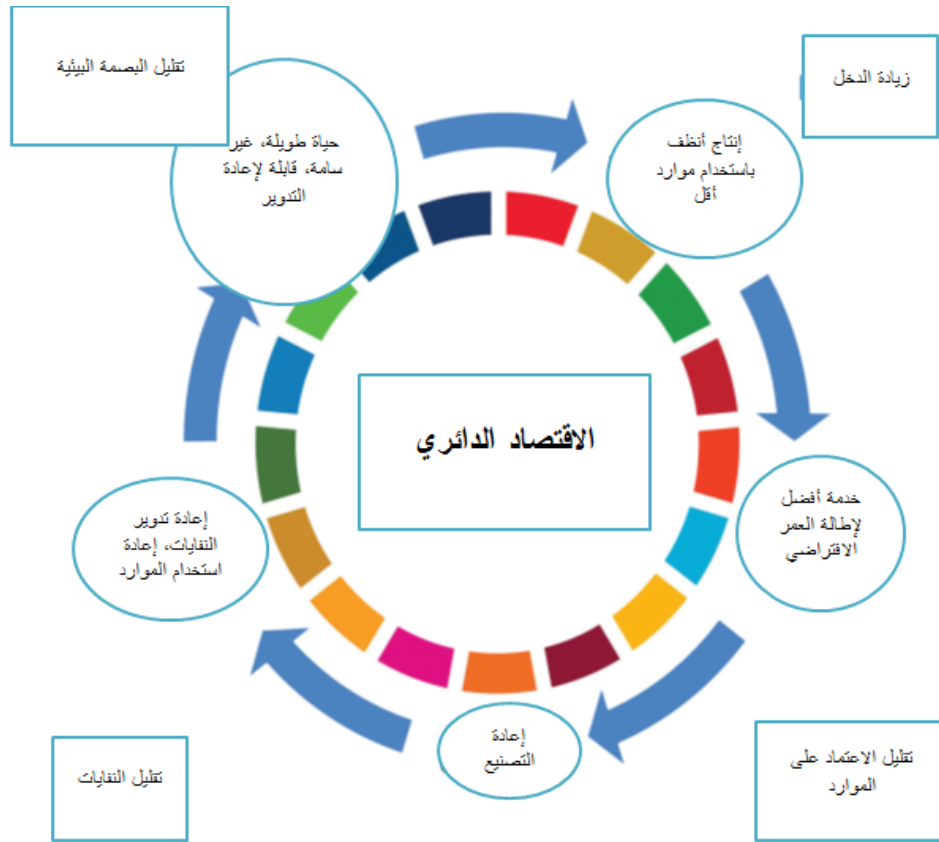 تقليل البصمة البيئية
زيادة الدخل
حياة طويلة، غير
سامة، قابلة لإعادة
التدوير
إنتاج أنظف
باستخدام موارد
أقل
الاقتصاد الدائري
خدمة أفضل
لإطالة العمر
الافتراضي
إعادة تدوير
النفايات، إعادة
استخدام الموارد
إعادة
التصنيع
تقليل الاعتماد على
الموارد
تقليل النفايات